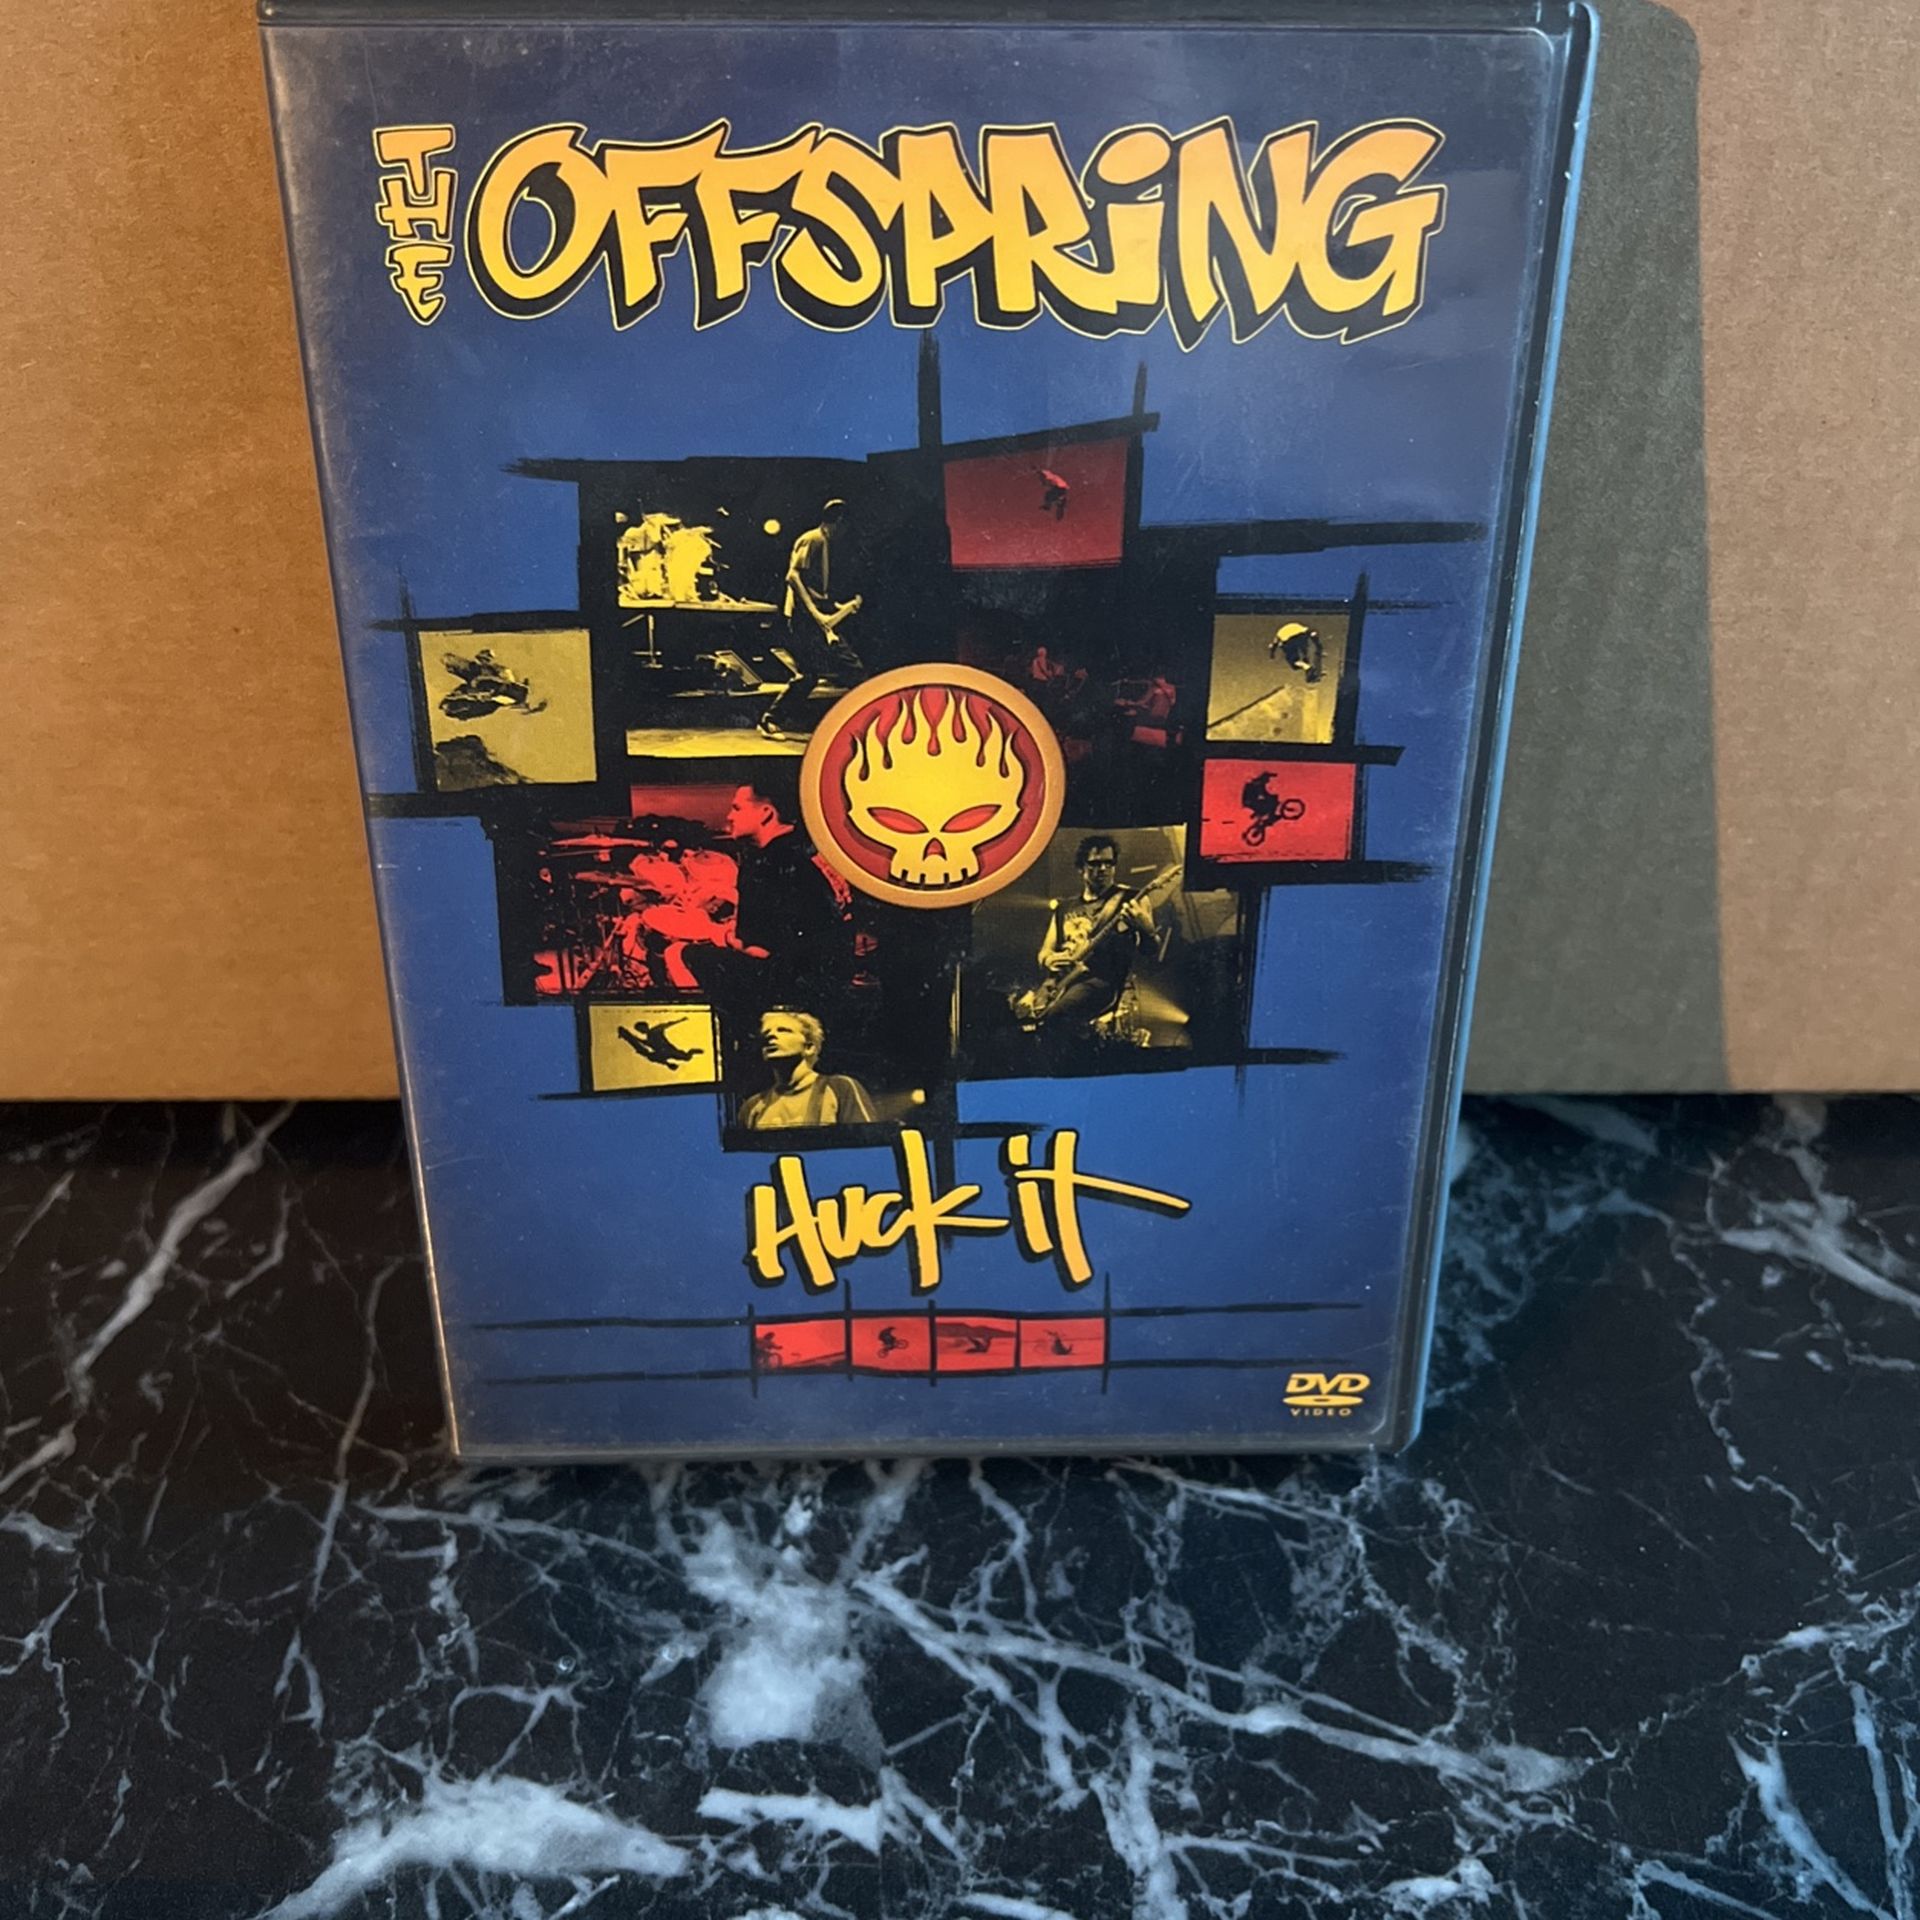 THE OFFSPRiNG
Huck it
DVD
VIDEO